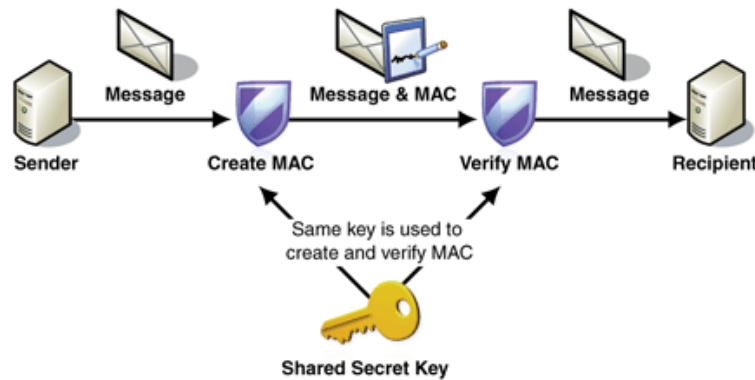 Message
Message & MAC
Message
Sender
Create MAC
Verify MAC
Recipient
Same key is used to
create and verify MAC
Shared Secret Key